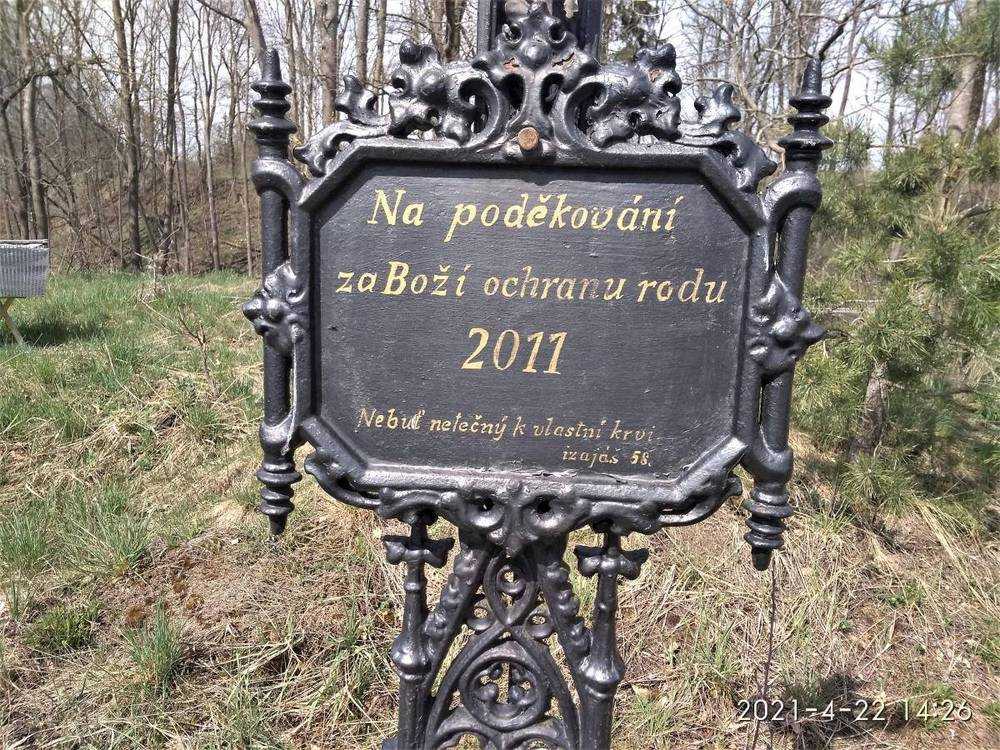 Na poděkování
za Boží ochranu rodu
2011
Nebuď netečný k vlastní krvi.
izajáš 58.
2021-4-22 14:26